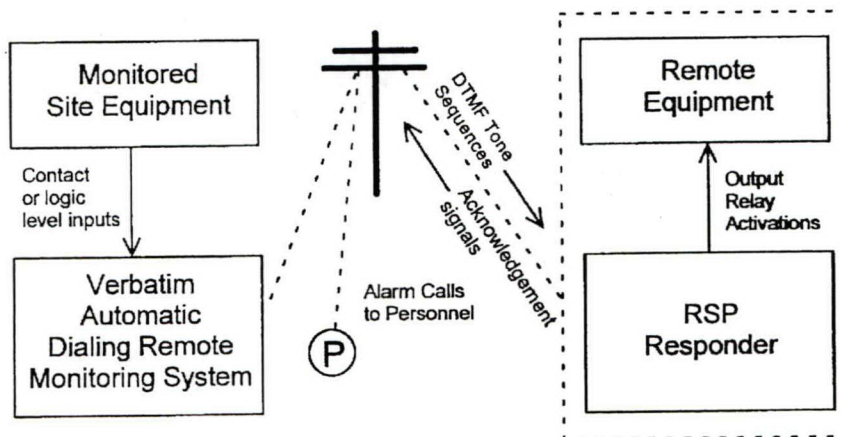 Monitored
Site Equipment
Contact
or logic
level inputs
Verbatim
Automatic
Dialing Remote
Monitoring System
DTMF Tone
Sequences
Acknowledgement
signals
Alarm Calls
to Personnel
P
Remote
Equipment
Output
Relay
Activations
RSP
Responder